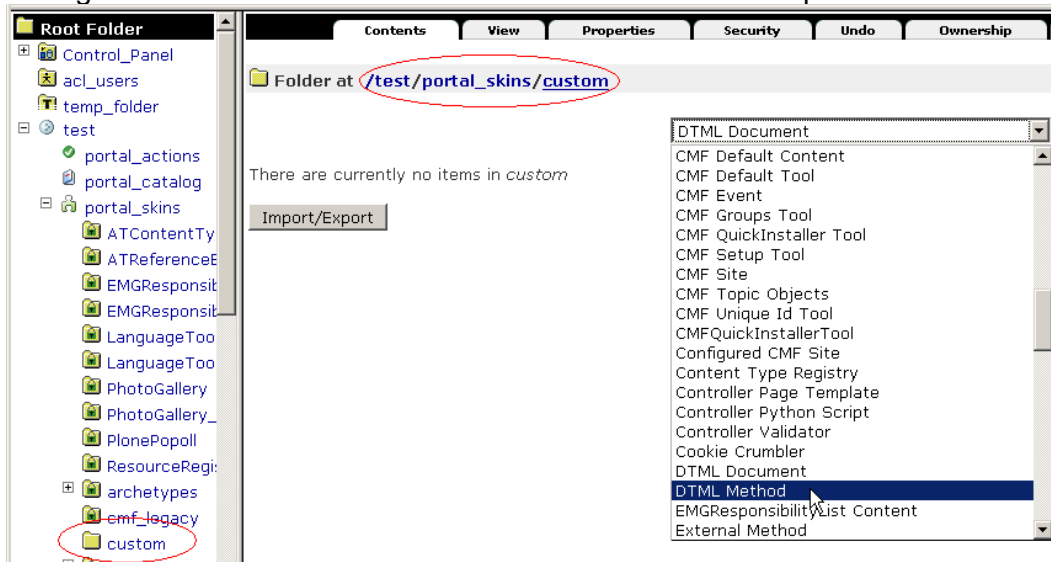 Root Folder
Control_Panel
acl_users
temp_folder
test
portal_actions
portal_catalog
portal_skins
ATContentTy
ATReferenceE
EMGResponsib
EMGResponsib
LanguageToo
LanguageToo
PhotoGallery
PhotoGallery_
PlonePopoll
ResourceRegi
archetypes
cmf_legacy
custom
Contents View Properties Security Undo Ownership
Folder at /test/portal_skins/custom
There are currently no items in custom
Import/Export
DTML Document
CMF Default Content
CMF Default Tool
CMF Event
CMF Groups Tool
CMF QuickInstaller Tool
CMF Setup Tool
CMF Site
CMF Topic Objects
CMF Unique Id Tool
CMFQuickInstallerTool
Configured CMF Site
Content Type Registry
Controller Page Template
Controller Python Script
Controller Validator
Cookie Crumbler
DTML Document
DTML Method
EMGResponsibilityList Content
External Method